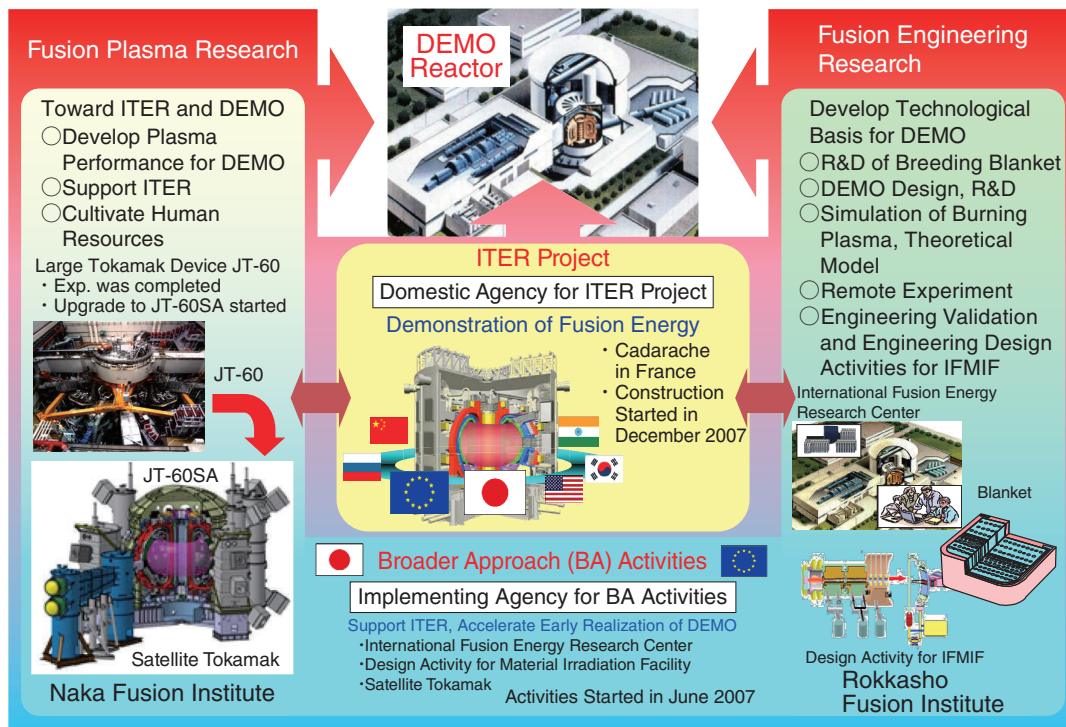 Fusion Plasma Research
Toward ITER and DEMO
○Develop Plasma
Performance for DEMO
○Support ITER
○Cultivate Human
Resources
Large Tokamak Device JT-60
・Exp. was completed
・Upgrade to JT-60SA started
JT-60
JT-60SA
Satellite Tokamak
Naka Fusion Institute
DEMO
Reactor
ITER Project
Domestic Agency for ITER Project
Demonstration of Fusion Energy
・Cadarache
in France
・Construction
Started in
December 2007
Broader Approach (BA) Activities
Implementing Agency for BA Activities
Support ITER, Accelerate Early Realization of DEMO
・International Fusion Energy Research Center
・Design Activity for Material Irradiation Facility
・Satellite Tokamak
Activities Started in June 2007
Fusion Engineering
Research
Develop Technological
Basis for DEMO
○R&D of Breeding Blanket
○DEMO Design, R&D
○Simulation of Burning
Plasma, Theoretical
Model
○Remote Experiment
○Engineering Validation
and Engineering Design
Activities for IFMIF
International Fusion Energy
Research Center
Blanket
Design Activity for IFMIF
Rokkasho
Fusion Institute